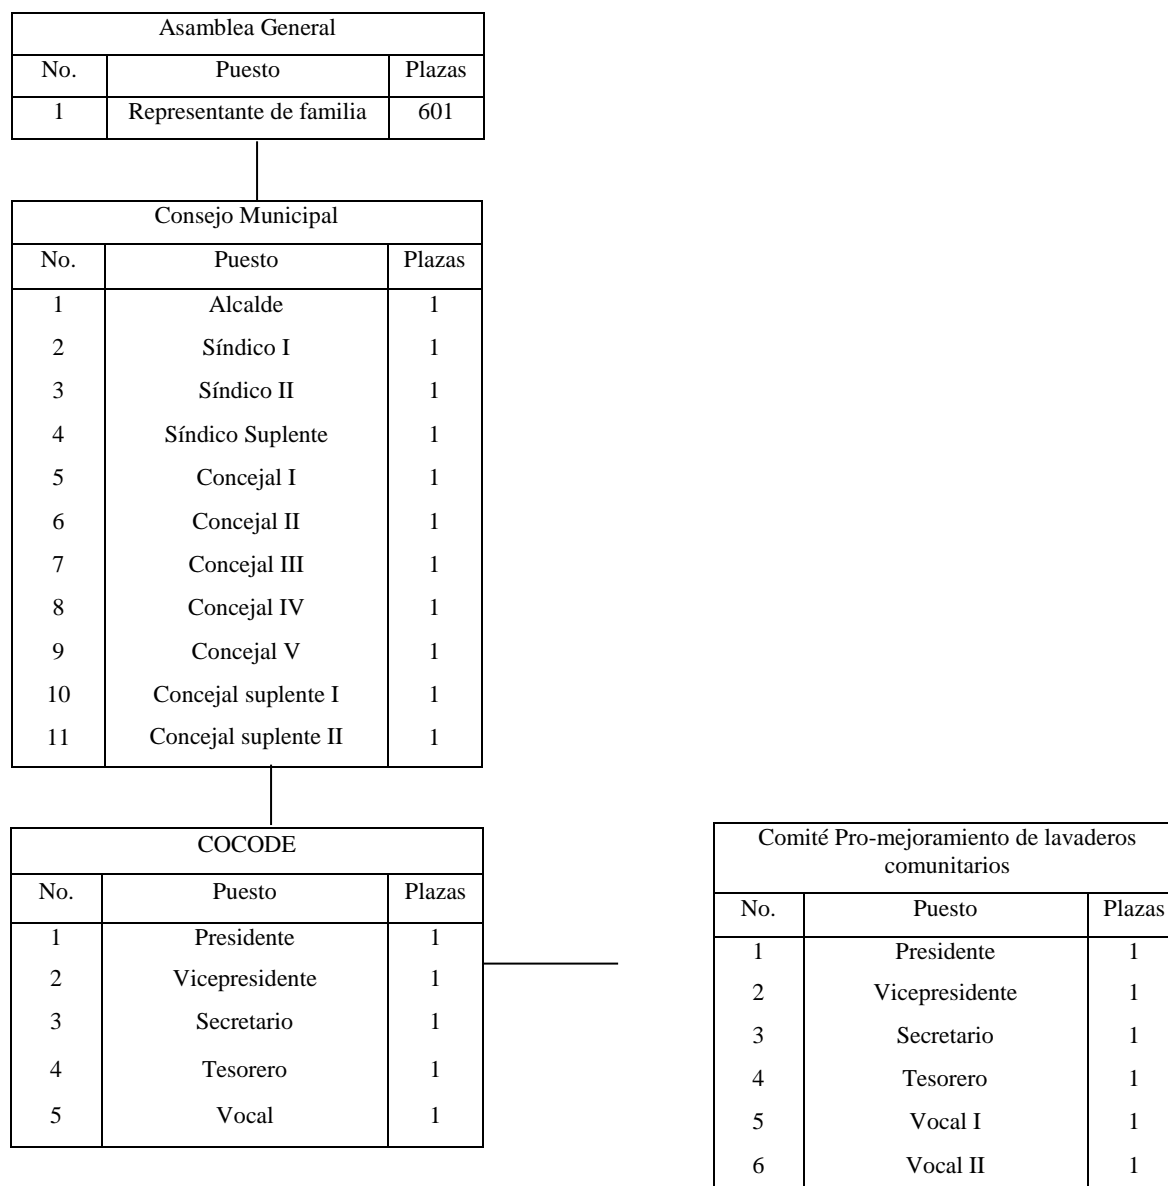 Asamblea General
No. Puesto Plazas
1 Representante de familia 601
Consejo Municipal
No. Puesto Plazas
1 Alcalde 1
2 Síndico I 1
3 Síndico II 1
4 Síndico Suplente 1
5 Concejal I 1
6 Concejal II 1
7 Concejal III 1
8 Concejal IV 1
9 Concejal V 1
10 Concejal suplente I 1
11 Concejal suplente II 1
COCODE
No. Puesto Plazas
1 Presidente 1
2 Vicepresidente 1
3 Secretario 1
4 Tesorero 1
5 Vocal 1
Comité Pro-mejoramiento de lavaderos
comunitarios
No. Puesto Plazas
1 Presidente 1
2 Vicepresidente 1
3 Secretario 1
4 Tesorero 1
5 Vocal I 1
6 Vocal II 1